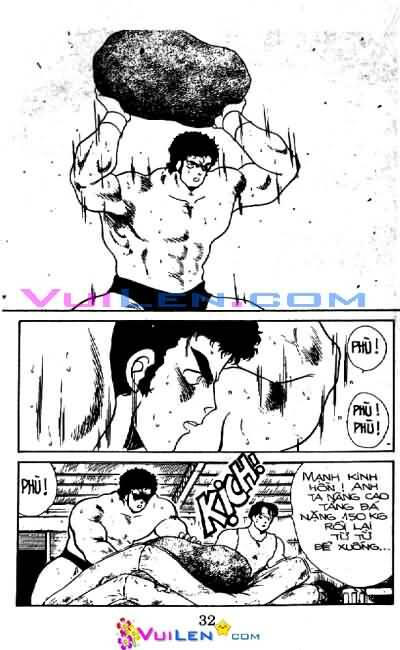 VuiLen.com
PHÙ!
PHÙ!
PHÙ!
PHÙ!
KỊCH!
MẠNH KINH
HỒN! ANH
TA NÂNG CAO
TẢNG ĐÁ
NẶNG 150 KG
RỒI LẠI
TỪ TỪ
ĐỂ XUỐNG...
32
VuiLen.com